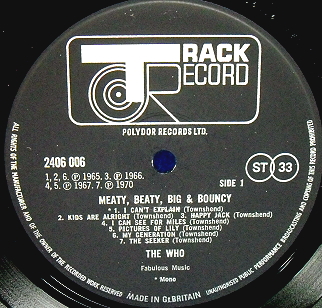 TRACK
RECORD
POLYDOR RECORDS LTD.
2406 006
1, 2, 6. ℗ 1965. 3. ℗ 1966.
4, 5. ℗ 1967. 7. ℗ 1970
ST 33
SIDE 1
MEATY, BEATY, BIG & BOUNCY
* 1. I CAN'T EXPLAIN (Townshend)
2. KIDS ARE ALRIGHT (Townshend) 3. HAPPY JACK (Townshend)
4. I CAN SEE FOR MILES (Townshend)
5. PICTURES OF LILY (Townshend)
6. MY GENERATION (Townshend)
7. THE SEEKER (Townshend)
THE WHO
Fabulous Music
* Mono
ALL RIGHTS OF THE MANUFACTURER AND OF THE OWNER OF THE RECORDED WORK RESERVED
MADE IN Gt.BRITAIN
UNAUTHORISED PUBLIC PERFORMANCE BROADCASTING AND COPYING OF THIS RECORD PROHIBITED